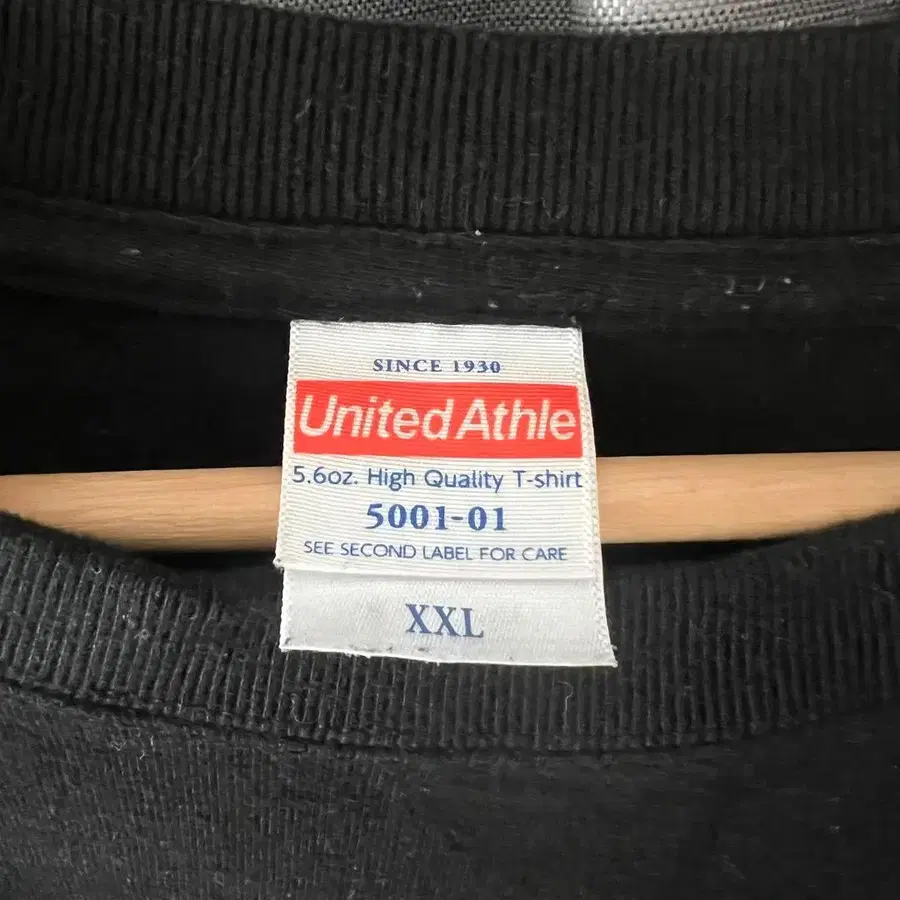 SINCE 1930
United Athle
5.6oz. High Quality T-shirt
5001-01
SEE SECOND LABEL FOR CARE
XXL